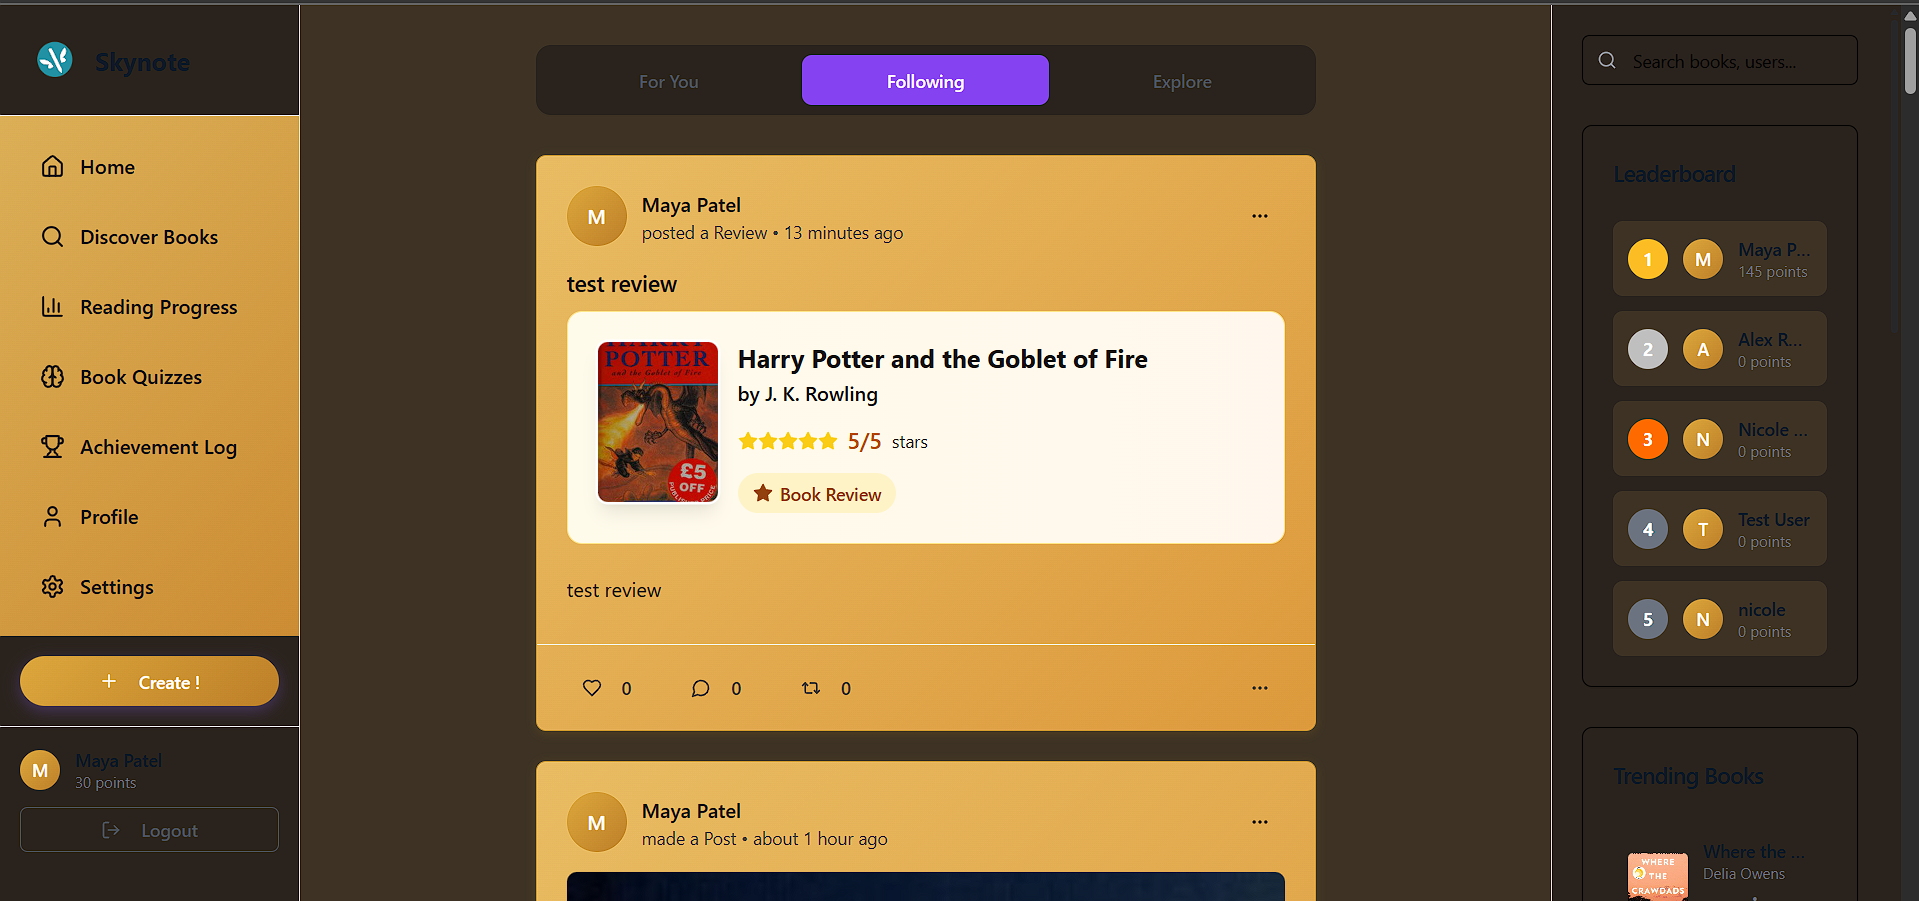 Skynote
Home
Discover Books
Reading Progress
Book Quizzes
Achievement Log
Profile
Settings
+ Create !
M
Maya Patel
30 points
Logout
For You
Following
Explore
M
Maya Patel
posted a Review • 13 minutes ago
test review
HARRY
POTTER
and the Goblet of Fire
£5
OFF
Harry Potter and the Goblet of Fire
by J. K. Rowling
5/5 stars
Book Review
test review
0
0
0
M
Maya Patel
made a Post • about 1 hour ago
Search books, users...
Leaderboard
1
M
Maya P...
145 points
2
A
Alex R...
0 points
3
N
Nicole ...
0 points
4
T
Test User
0 points
5
N
nicole
0 points
Trending Books
WHERE
THE
CRAWDADS
Where the ...
Delia Owens